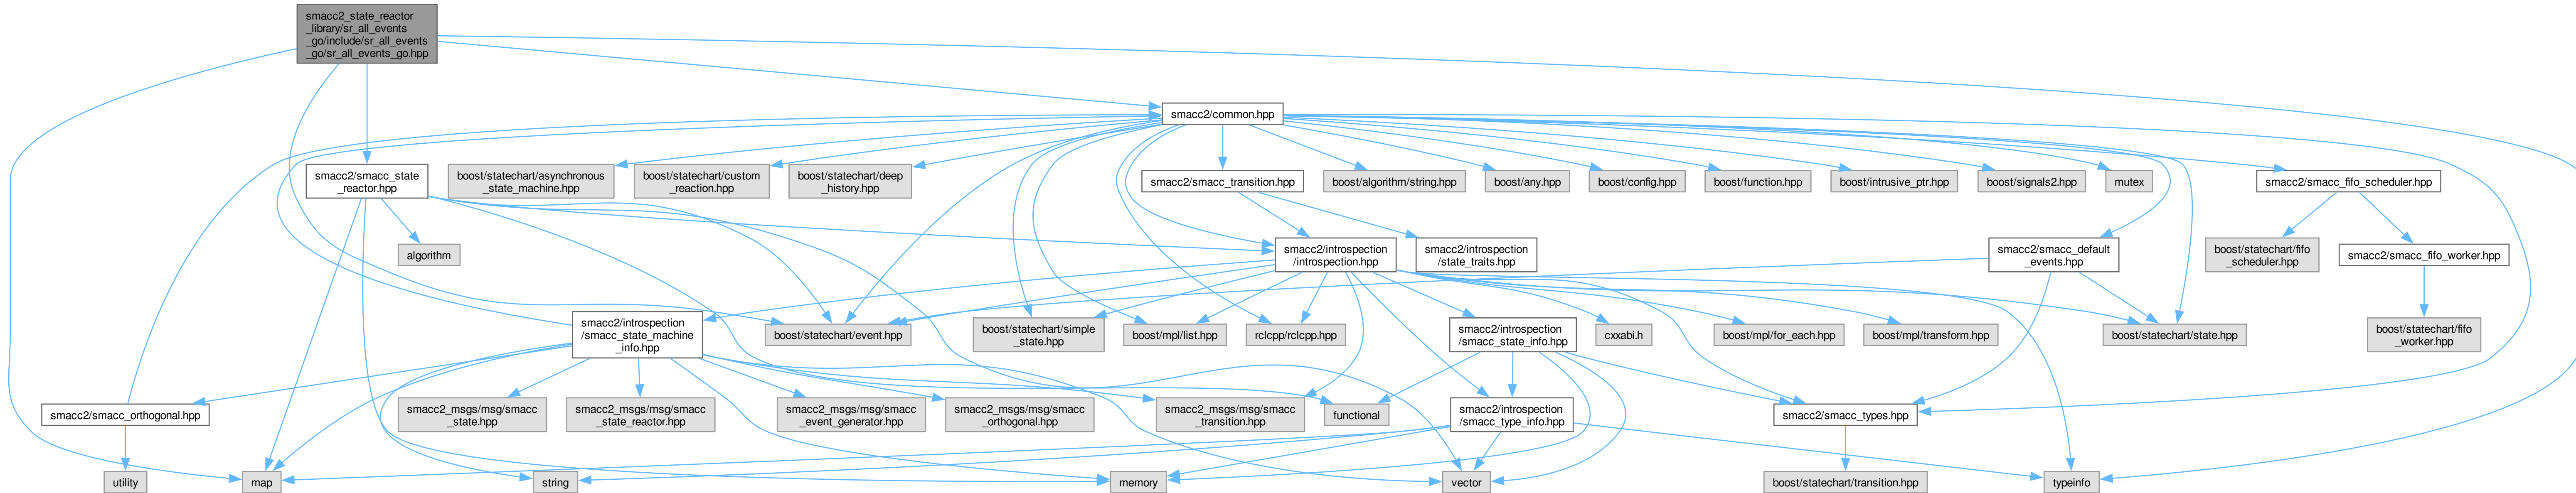 smacc2_state_reactor
_library/sr_all_events
_go/include/sr_all_events
_go/sr_all_events_go.hpp
smacc2/common.hpp
smacc2/smacc_state
_reactor.hpp
boost/statechart/asynchronous
_state_machine.hpp
boost/statechart/custom
_reaction.hpp
boost/statechart/deep
_history.hpp
smacc2/smacc_transition.hpp
boost/algorithm/string.hpp
boost/any.hpp
boost/config.hpp
boost/function.hpp
boost/intrusive_ptr.hpp
boost/signals2.hpp
mutex
smacc2/smacc_fifo_scheduler.hpp
algorithm
smacc2/introspection
/introspection.hpp
smacc2/introspection
/state_traits.hpp
smacc2/smacc_default
_events.hpp
boost/statechart/fifo
_scheduler.hpp
smacc2/smacc_fifo_worker.hpp
smacc2/introspection
/smacc_state_machine
_info.hpp
boost/statechart/event.hpp
boost/statechart/simple
_state.hpp
boost/mpl/list.hpp
rclcpp/rclcpp.hpp
smacc2/introspection
/smacc_state_info.hpp
cxxabi.h
boost/mpl/for_each.hpp
boost/mpl/transform.hpp
boost/statechart/state.hpp
boost/statechart/fifo
_worker.hpp
smacc2/smacc_orthogonal.hpp
smacc2_msgs/msg/smacc
_state.hpp
smacc2_msgs/msg/smacc
_state_reactor.hpp
smacc2_msgs/msg/smacc
_event_generator.hpp
smacc2_msgs/msg/smacc
_orthogonal.hpp
smacc2_msgs/msg/smacc
_transition.hpp
functional
smacc2/introspection
/smacc_type_info.hpp
smacc2/smacc_types.hpp
utility
map
string
memory
vector
boost/statechart/transition.hpp
typeinfo